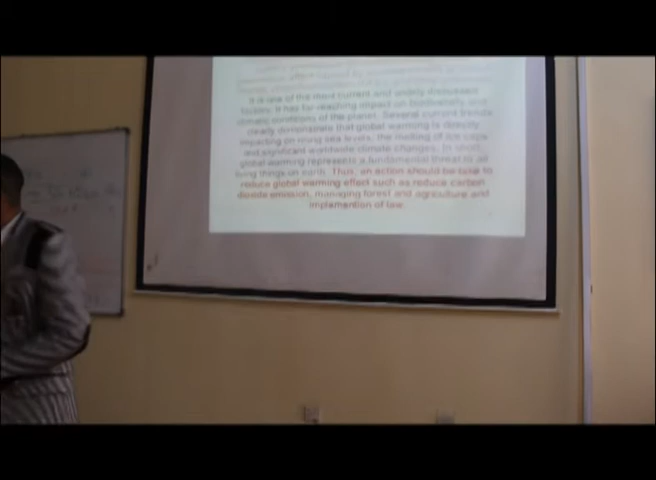 It is one of the most current and widely discussed
factors. It has far reaching impact on biodiversity and
climatic conditions of the planet. Several current trends
clearly demonstrate that global warming is directly
impacting on rising sea levels, the melting of ice caps
and significant worldwide climate changes. In short,
global warming represents a fundamental threat to all
living things on earth. Thus, an action should be take to
reduce global warming effect such as reduce carbon
dioxide emission, managing forest and agriculture and
implemention of law